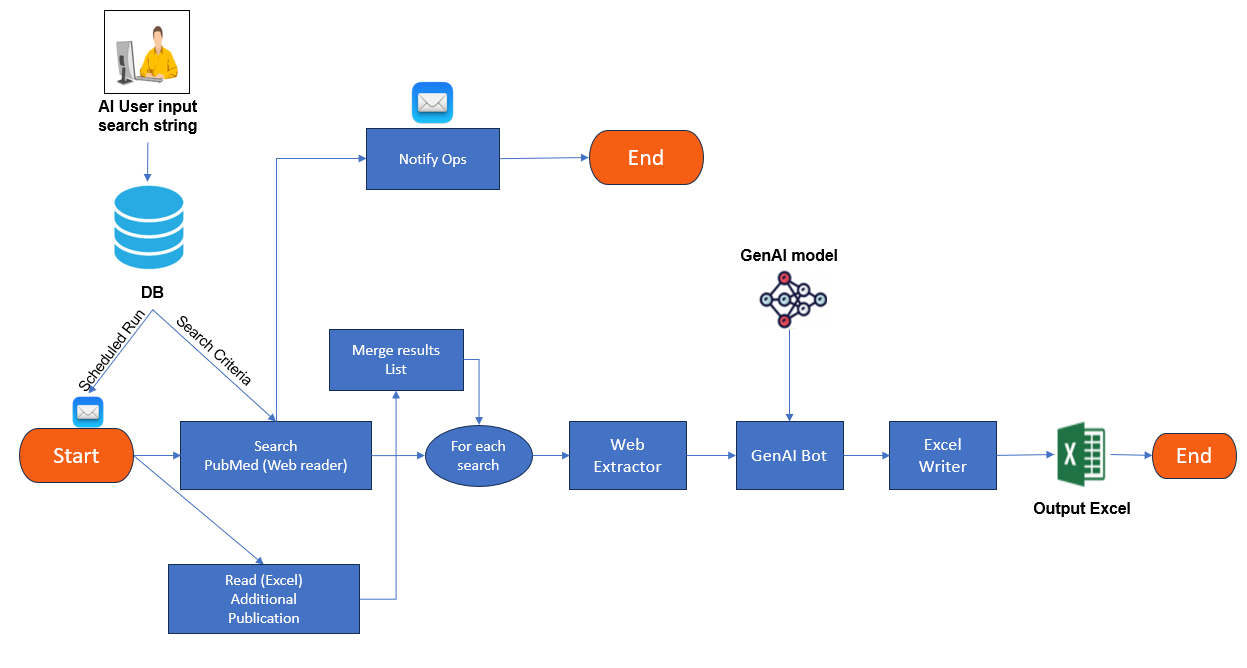 AI User input
search string
DB
Scheduled Run
Search Criteria
Notify Ops
End
GenAI model
Merge results
List
Start
Search
PubMed (Web reader)
For each
search
Web
Extractor
GenAI Bot
Excel
Writer
X
Output Excel
End
Read (Excel)
Additional
Publication